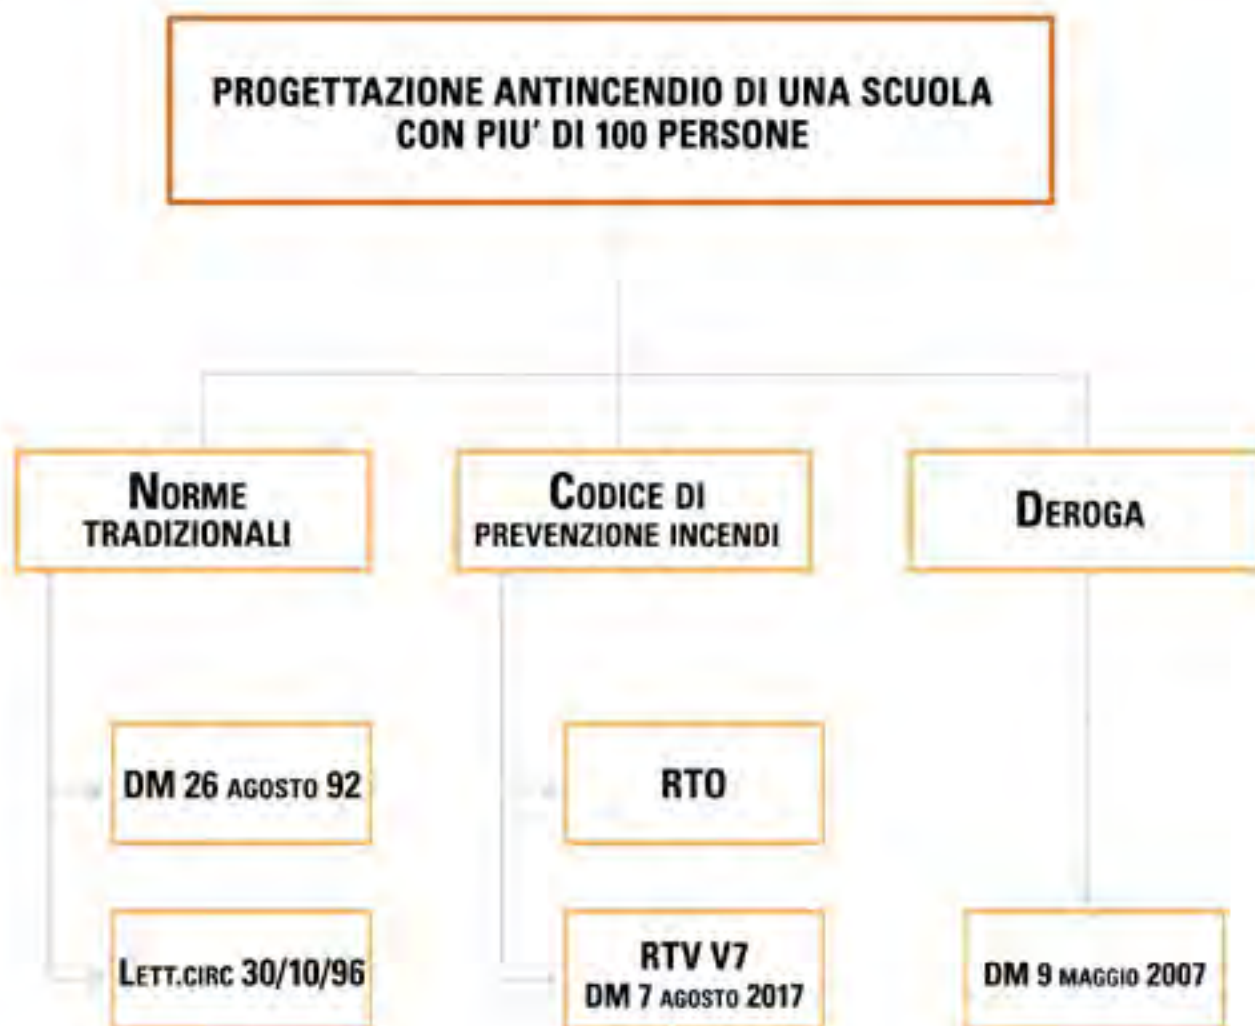 PROGETTAZIONE ANTINCENDIO DI UNA SCUOLA
CON PIU' DI 100 PERSONE
NORME
TRADIZIONALI
CODICE DI
PREVENZIONE INCENDI
DEROGA
DM 26 AGOSTO 92
RTO
LETT.CIRC 30/10/96
RTV V7
DM 7 AGOSTO 2017
DM 9 MAGGIO 2007